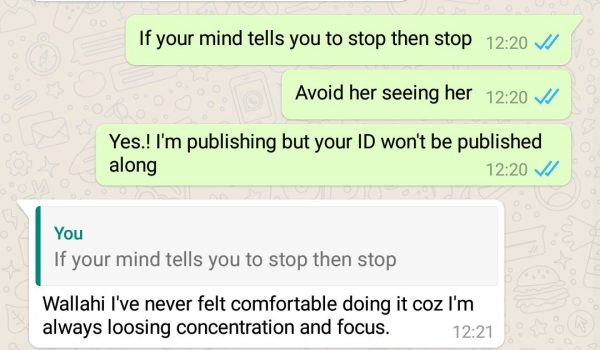 If your mind tells you to stop then stop 12:20
Avoid her seeing her 12:20
Yes.! I'm publishing but your ID won't be published
along 12:20
You
If your mind tells you to stop then stop
Wallahi I've never felt comfortable doing it coz I'm
always loosing concentration and focus. 12:21